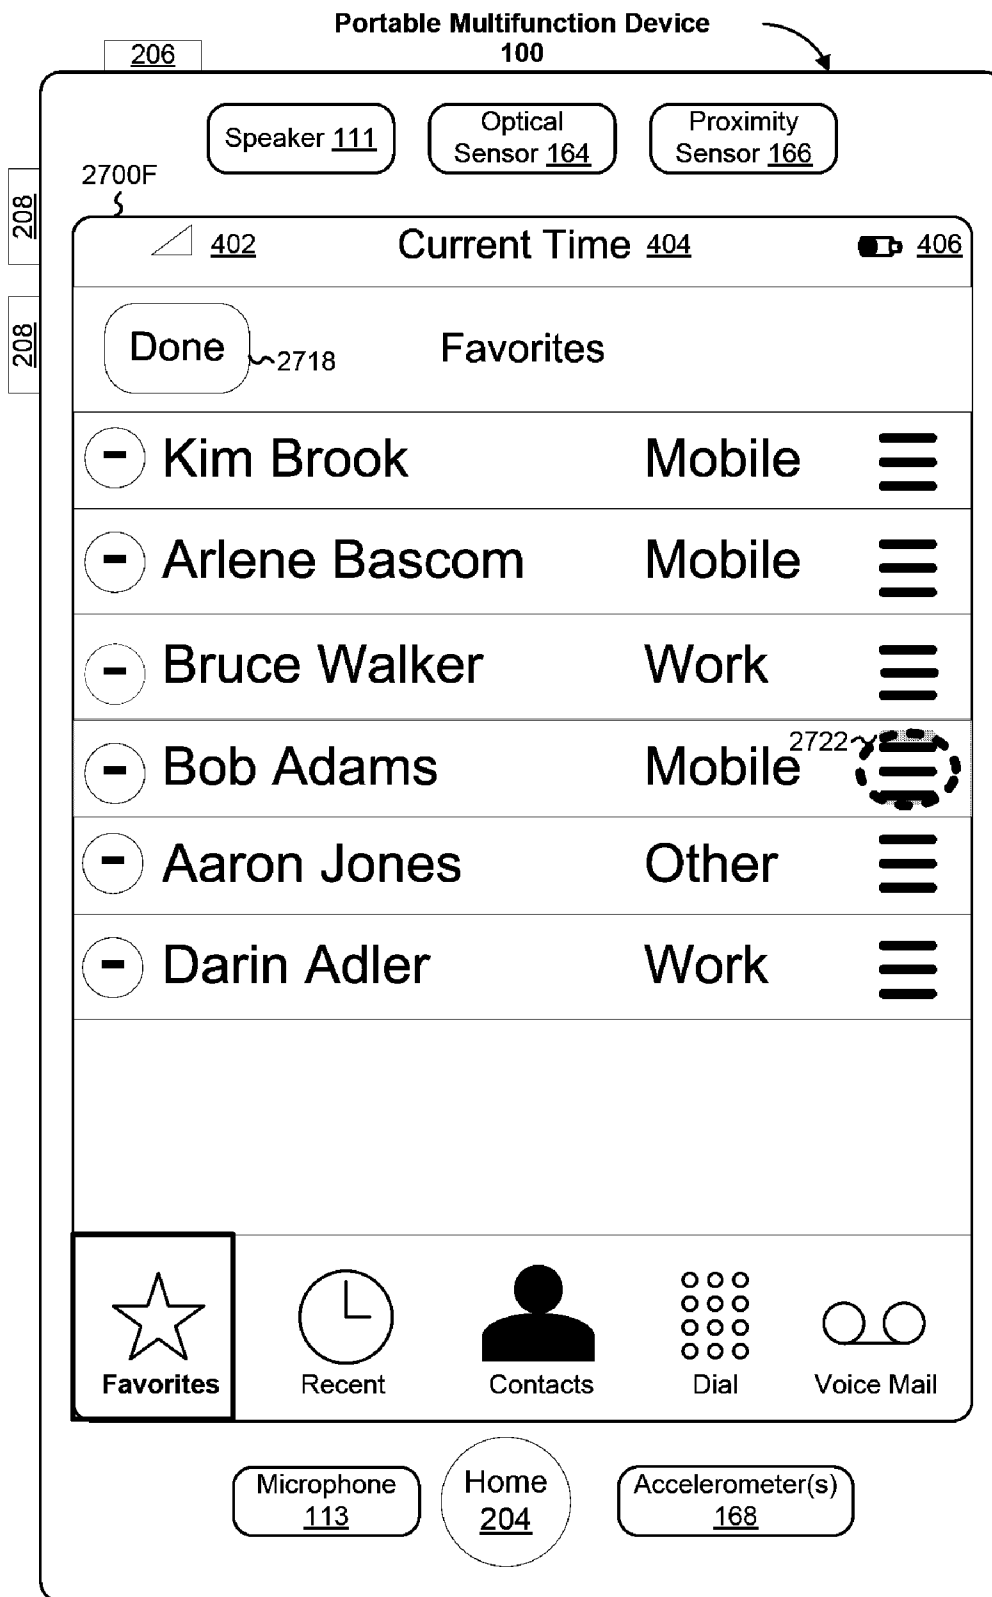 Portable Multifunction Device
100
206
Speaker 111
Optical
Sensor 164
Proximity
Sensor 166
2700F
208
208
402 Current Time 404 406
Done 2718 Favorites
- Kim Brook Mobile
- Arlene Bascom Mobile
- Bruce Walker Work
- Bob Adams Mobile 2722
- Aaron Jones Other
- Darin Adler Work
Favorites Recent Contacts Dial Voice Mail
Microphone
113
Home
204
Accelerometer(s)
168